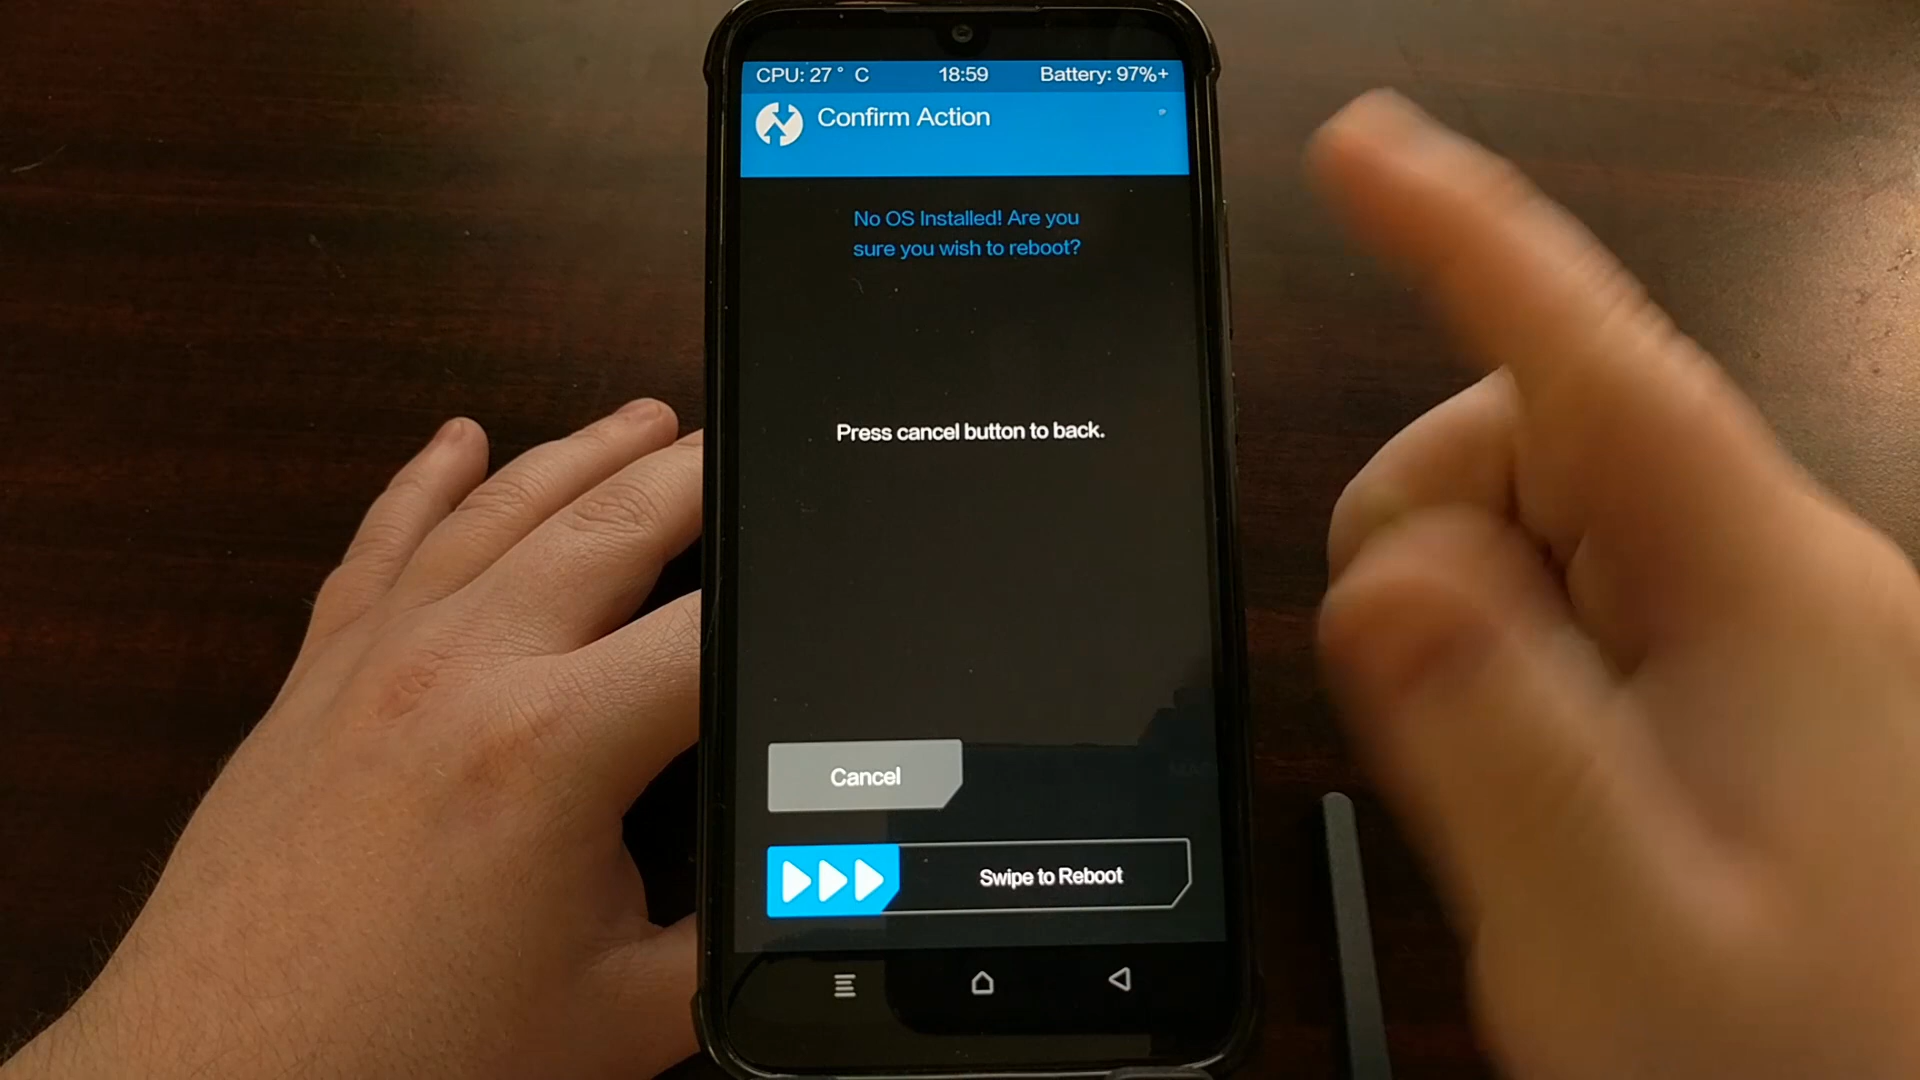 CPU: 27° C 18:59 Battery: 97%+
Confirm Action
No OS Installed! Are you
sure you wish to reboot?
Press cancel button to back.
Cancel
Swipe to Reboot